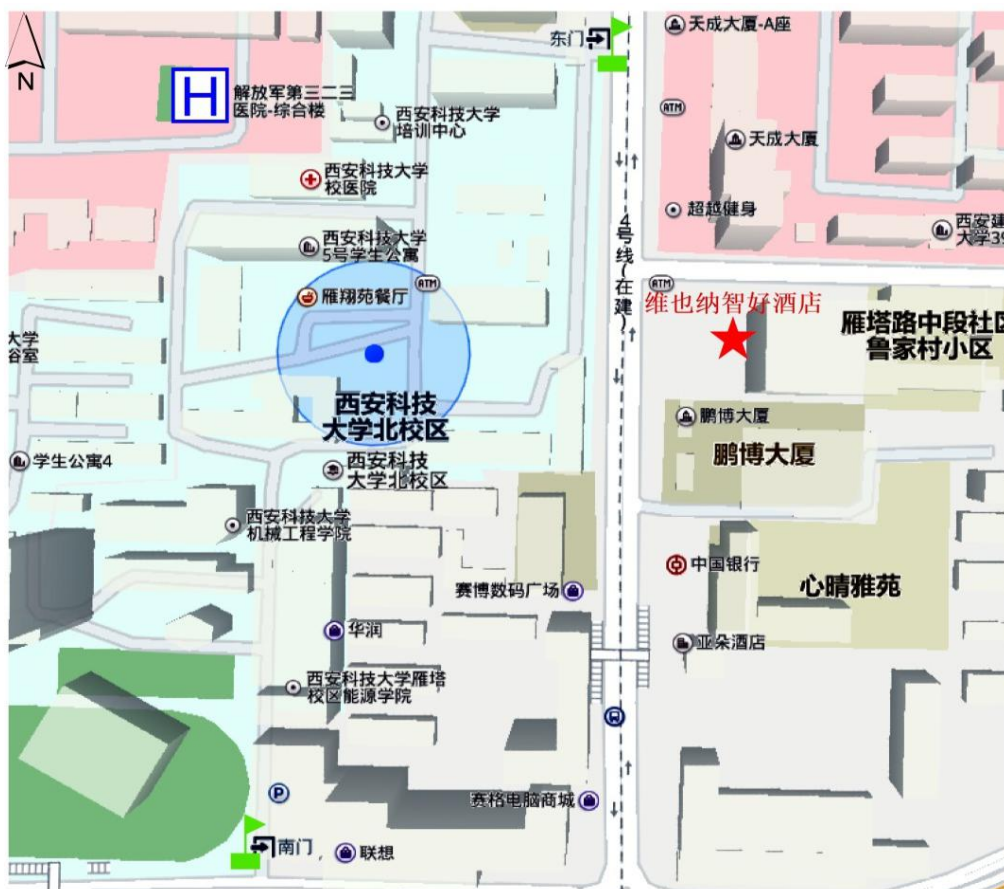 天成大厦-A座
东门
N
H
解放军第三二三
医院-综合楼
ATM
西安科技大学
培训中心
天成大厦
西安科技大学
校医院
超越健身
西安建
大学39
西安科技大学
5号学生公寓
4号线(在建)
ATM
ATM
雁翔苑餐厅
维也纳智好酒店
雁塔路中段社区
鲁家村小区
大学
浴室
西安科技
大学北校区
鹏博大厦
鹏博大厦
学生公寓4
西安科技
大学北校区
西安科技大学
机械工程学院
中国银行
赛博数码广场
心晴雅苑
华润
亚朵酒店
西安科技大学雁塔
校区能源学院
P
赛格电脑商城
南门
联想